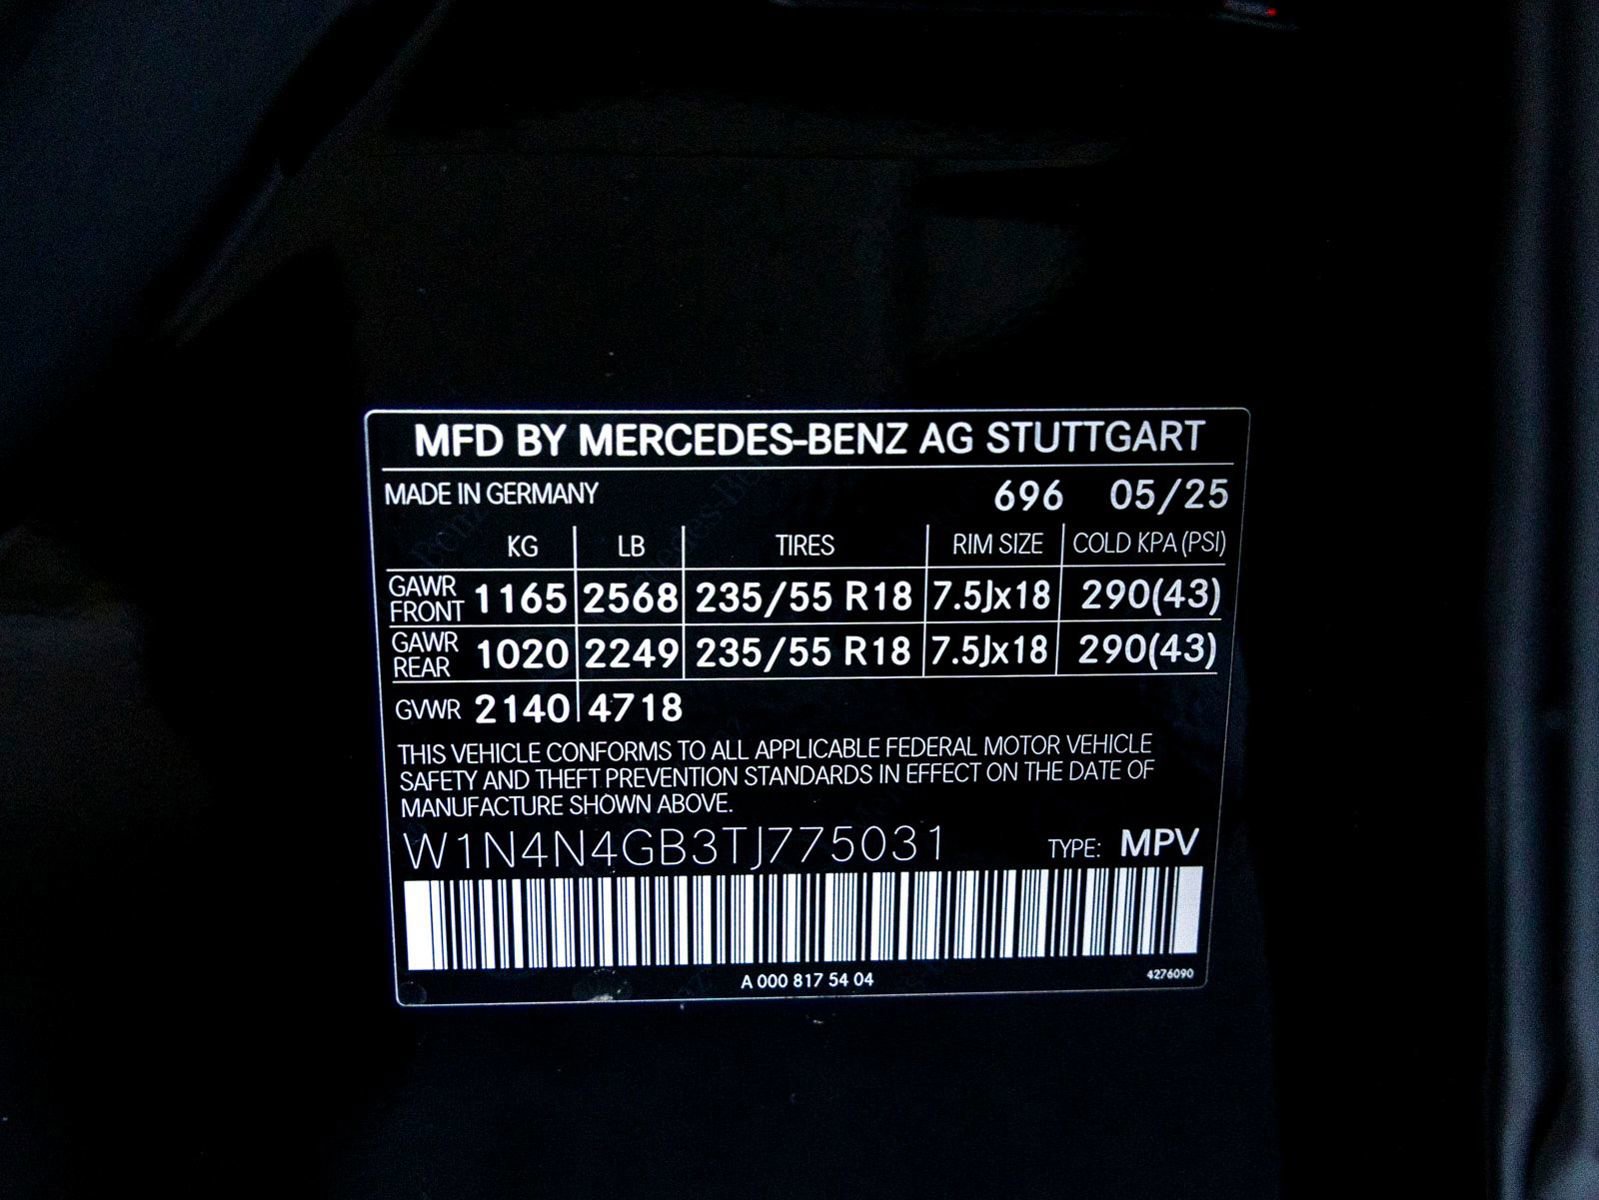 MFD BY MERCEDES-BENZ AG STUTTGART
MADE IN GERMANY 696 05/25
KG LB TIRES RIM SIZE COLD KPA (PSI)
GAWR FRONT 1165 2568 235/55 R18 7.5Jx18 290(43)
GAWR REAR 1020 2249 235/55 R18 7.5Jx18 290(43)
GVWR 2140 4718
THIS VEHICLE CONFORMS TO ALL APPLICABLE FEDERAL MOTOR VEHICLE
SAFETY AND THEFT PREVENTION STANDARDS IN EFFECT ON THE DATE OF
MANUFACTURE SHOWN ABOVE.
W1N4N4GB3TJ775031 TYPE: MPV
A 000 817 54 04 4276090